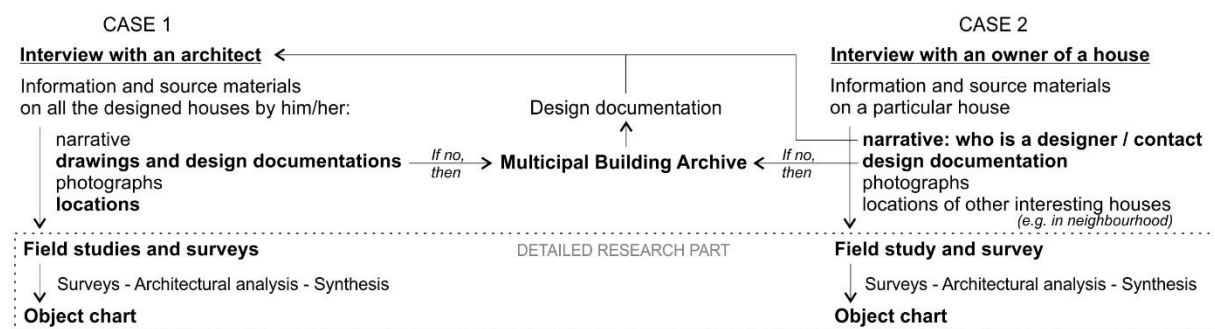 CASE 1
Interview with an architect
Information and source materials
on all the designed houses by him/her:
narrative
drawings and design documentations
photographs
locations
If no,
then
Design documentation
Multicipal Building Archive
If no,
then
CASE 2
Interview with an owner of a house
Information and source materials
on a particular house
narrative: who is a designer / contact
design documentation
photographs
locations of other interesting houses
(e.g. in neighbourhood)
DETAILED RESEARCH PART
Field studies and surveys
Surveys - Architectural analysis - Synthesis
Object chart
Field study and survey
Surveys - Architectural analysis - Synthesis
Object chart